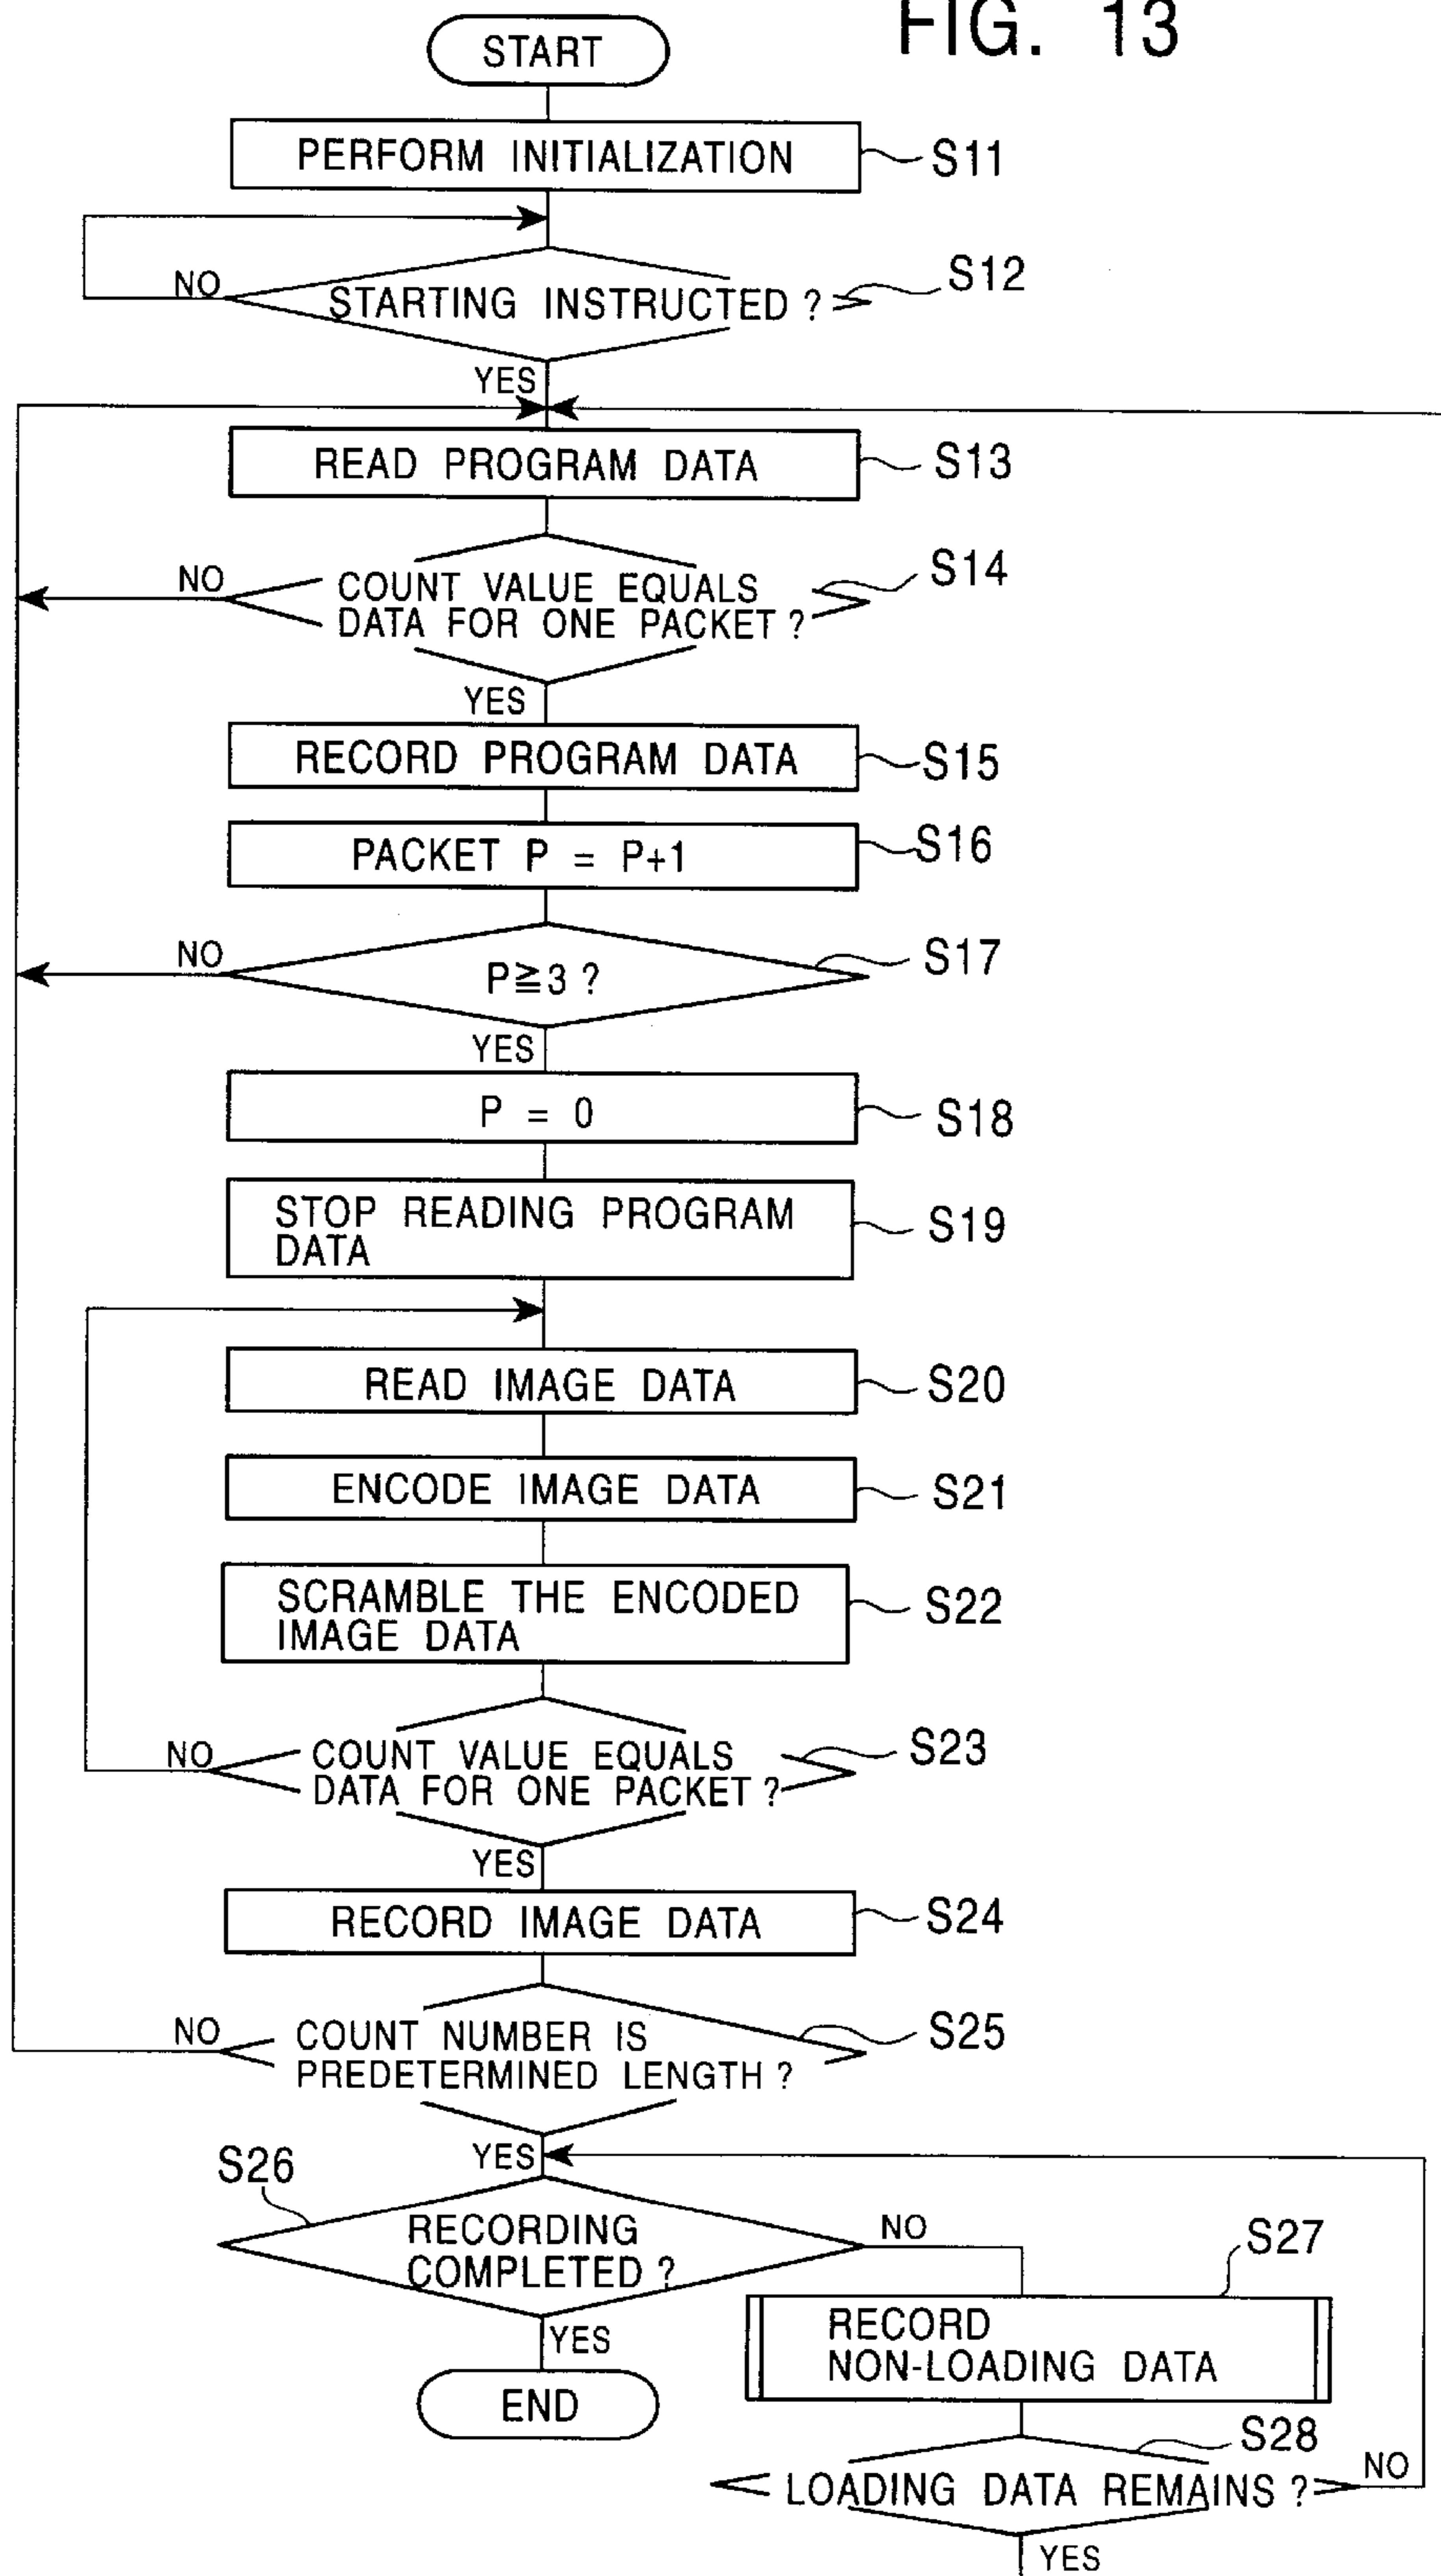 FIG. 13
START
PERFORM INITIALIZATION
S11
NO
STARTING INSTRUCTED ?
S12
YES
READ PROGRAM DATA
S13
NO
COUNT VALUE EQUALS
DATA FOR ONE PACKET ?
S14
YES
RECORD PROGRAM DATA
S15
PACKET P = P+1
S16
NO
P≧3 ?
S17
YES
P = 0
S18
STOP READING PROGRAM
DATA
S19
READ IMAGE DATA
S20
ENCODE IMAGE DATA
S21
SCRAMBLE THE ENCODED
IMAGE DATA
S22
NO
COUNT VALUE EQUALS
DATA FOR ONE PACKET ?
S23
YES
RECORD IMAGE DATA
S24
NO
COUNT NUMBER IS
PREDETERMINED LENGTH ?
S25
YES
S26
RECORDING
COMPLETED ?
NO
YES
END
S27
RECORD
NON-LOADING DATA
S28
LOADING DATA REMAINS ?
NO
YES